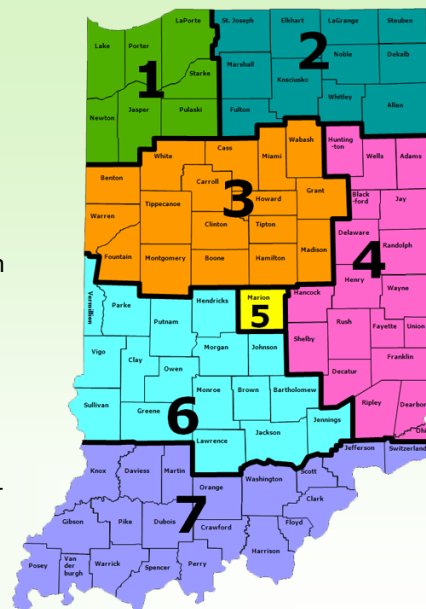 LaPorte
St. Joseph
Elkhart
LaGrange
Steuben
Lake
Porter
2
Noble
Dekalb
Marshall
1
Starke
Kosciusko
Whitley
Newton
Jasper
Pulaski
Fulton
Allen
White
Cass
Miami
Wabash
Hunting
-ton
Wells
Adams
Benton
Carroll
3
Howard
Grant
Black
-ford
Jay
Warren
Tippecanoe
Clinton
Tipton
Delaware
Randolph
4
Fountain
Montgomery
Boone
Hamilton
Madison
Henry
Wayne
Vermillion
Parke
Putnam
Hendricks
Marion
5
Hancock
Rush
Fayette
Union
Vigo
Clay
Owen
Morgan
Johnson
Shelby
Franklin
Decatur
Sullivan
Greene
6
Monroe
Brown
Bartholomew
Ripley
Dearbor
Ohi
Lawrence
Jackson
Jennings
Jefferson
Switzerland
Knox
Daviess
Martin
Orange
Washington
Scott
Clark
Gibson
Pike
Dubois
7
Crawford
Floyd
Harrison
Posey
Van
der
burgh
Warrick
Spencer
Perry